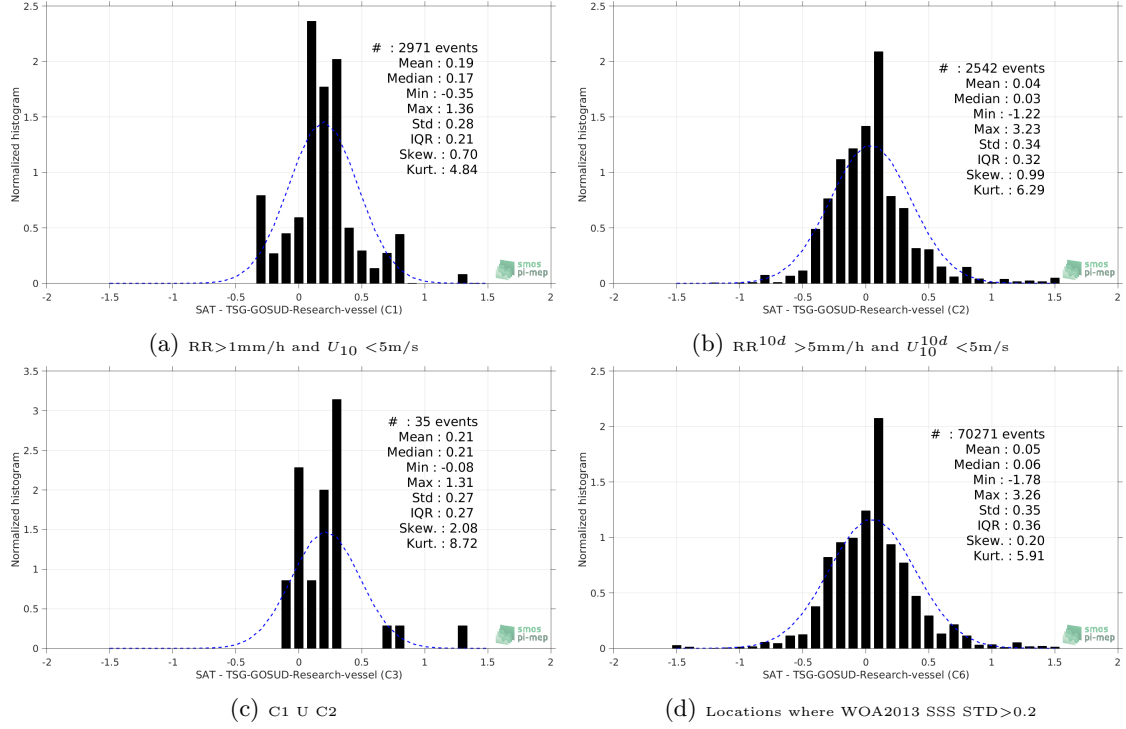 2.5
2
1.5
1
0.5
0
-2
-1.5
-1
-0.5
0
0.5
1
1.5
2
Normalized histogram
SAT - TSG-GOSUD-Research-vessel (C1)
# : 2971 events
Mean : 0.19
Median : 0.17
Min : -0.35
Max : 1.36
Std : 0.28
IQR : 0.21
Skew. : 0.70
Kurt. : 4.84
smos
pi-mep
(a) RR>1mm/h and U10 <5m/s
2.5
2
1.5
1
0.5
0
-2
-1.5
-1
-0.5
0
0.5
1
1.5
2
Normalized histogram
SAT - TSG-GOSUD-Research-vessel (C2)
# : 2542 events
Mean : 0.04
Median : 0.03
Min : -1.22
Max : 3.23
Std : 0.34
IQR : 0.32
Skew. : 0.99
Kurt. : 6.29
smos
pi-mep
(b) RR10d >5mm/h and U10d10 <5m/s
3.5
3
2.5
2
1.5
1
0.5
0
-2
-1.5
-1
-0.5
0
0.5
1
1.5
2
Normalized histogram
SAT - TSG-GOSUD-Research-vessel (C3)
# : 35 events
Mean : 0.21
Median : 0.21
Min : -0.08
Max : 1.31
Std : 0.27
IQR : 0.27
Skew. : 2.08
Kurt. : 8.72
smos
pi-mep
(c) C1 U C2
2.5
2
1.5
1
0.5
0
-2
-1.5
-1
-0.5
0
0.5
1
1.5
2
Normalized histogram
SAT - TSG-GOSUD-Research-vessel (C6)
# : 70271 events
Mean : 0.05
Median : 0.06
Min : -1.78
Max : 3.26
Std : 0.35
IQR : 0.36
Skew. : 0.20
Kurt. : 5.91
smos
pi-mep
(d) Locations where WOA2013 SSS STD>0.2